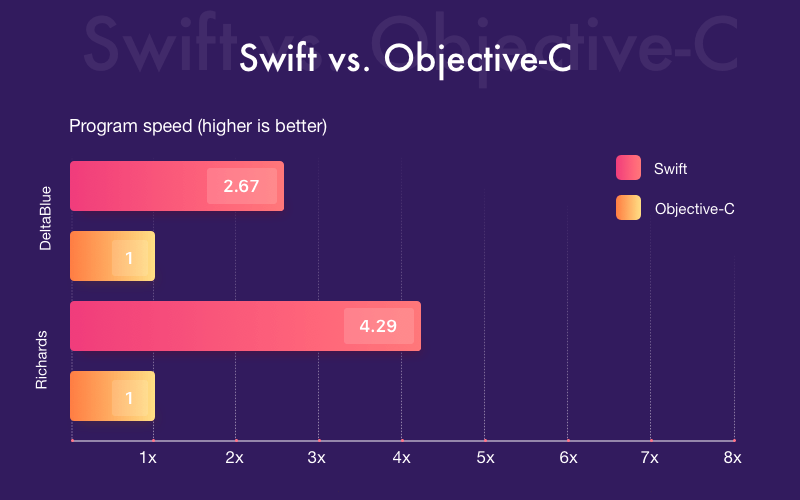 Swift vs. Objective-C
Swift vs. Objective-C
Program speed (higher is better)
Swift
Objective-C
DeltaBlue
2.67
1
Richards
4.29
1
1x 2x 3x 4x 5x 6x 7x 8x